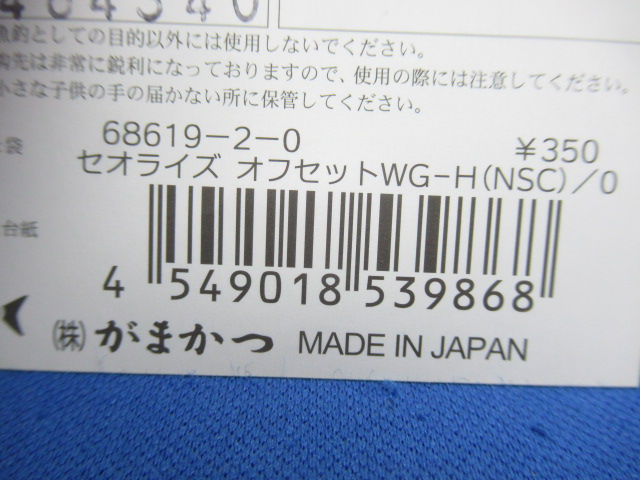 魚釣としての目的以外には使用しないでください。
鈎先は非常に鋭利になっておりますので、使用の際には注意してください。
小さな子供の手の届かない所に保管してください。
袋 68619-2-0 ¥350
セオライズ オフセットWG-H(NSC)/0
台紙
4 549018 539868
㈱がまかつ MADE IN JAPAN